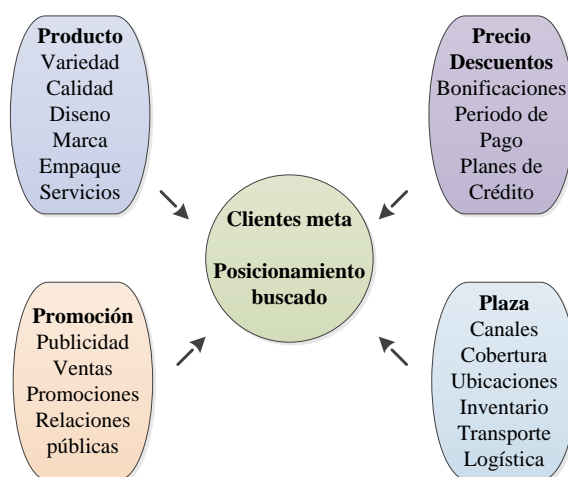 Producto
Variedad
Calidad
Diseno
Marca
Empaque
Servicios
Precio
Descuentos
Bonificaciones
Periodo de
Pago
Planes de
Crédito
Clientes meta
Posicionamiento
buscado
Promoción
Publicidad
Ventas
Promociones
Relaciones
públicas
Plaza
Canales
Cobertura
Ubicaciones
Inventario
Transporte
Logística